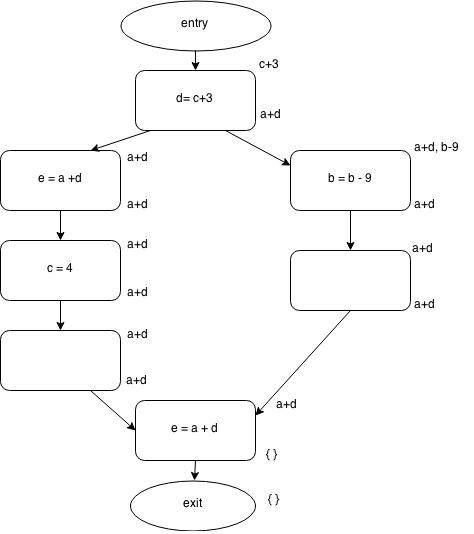 entry
c+3
d= c+3
a+d
a+d
a+d, b-9
e = a +d
b = b - 9
a+d
a+d
a+d
a+d
c = 4
a+d
a+d
a+d
a+d
a+d
e = a + d
{ }
exit
{ }